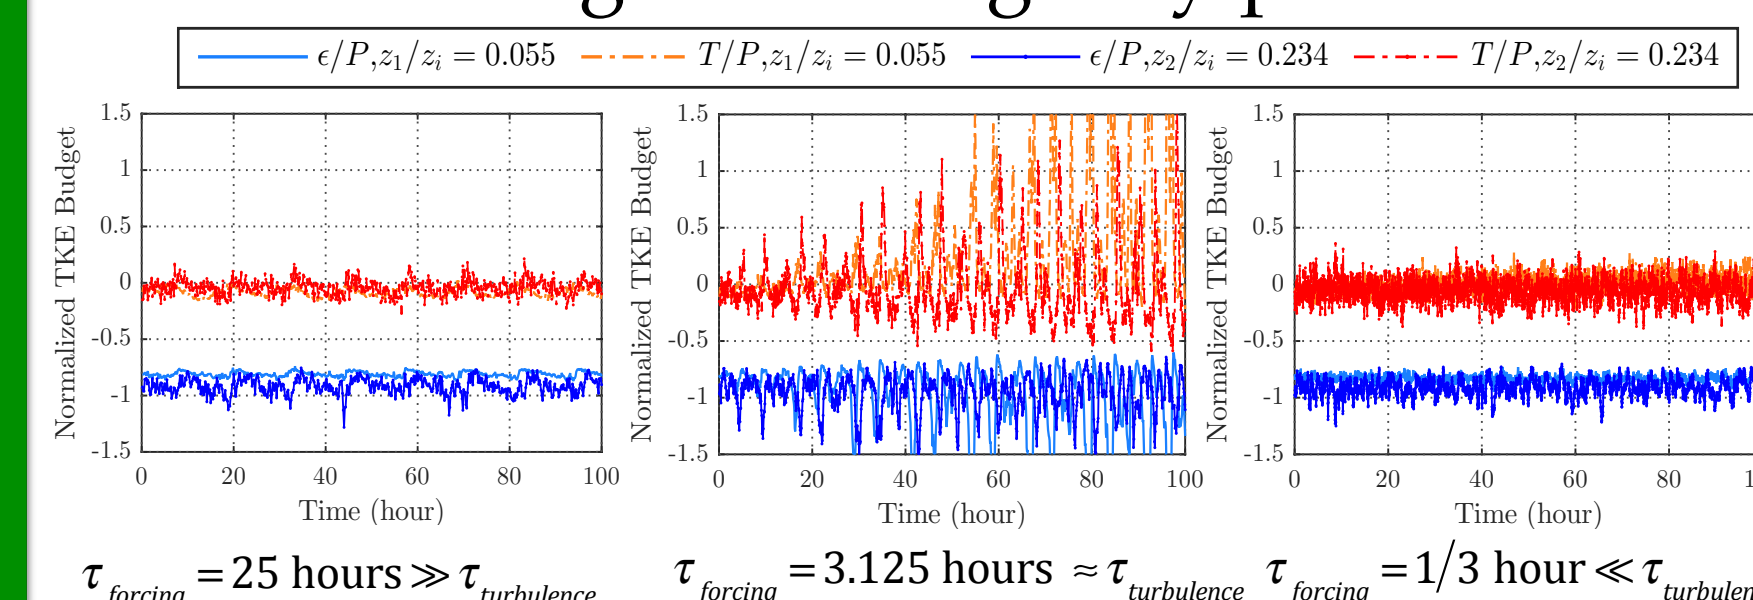 ϵ/P,z₁/zᵢ = 0.055 T/P,z₁/zᵢ = 0.055 ϵ/P,z₂/zᵢ = 0.234 T/P,z₂/zᵢ = 0.234
Normalized TKE Budget
1.5
1
0.5
0
-0.5
-1
-1.5
0 20 40 60 80 100
Time (hour)
Normalized TKE Budget
1.5
1
0.5
0
-0.5
-1
-1.5
0 20 40 60 80 100
Time (hour)
Normalized TKE Budget
1.5
1
0.5
0
-0.5
-1
-1.5
0 20 40 60 80
Time (hour)
τ forcing = 25 hours ≫ τ turbulence
τ forcing = 3.125 hours ≈ τ turbulence
τ forcing = 1/3 hour ≪ τ turbulen